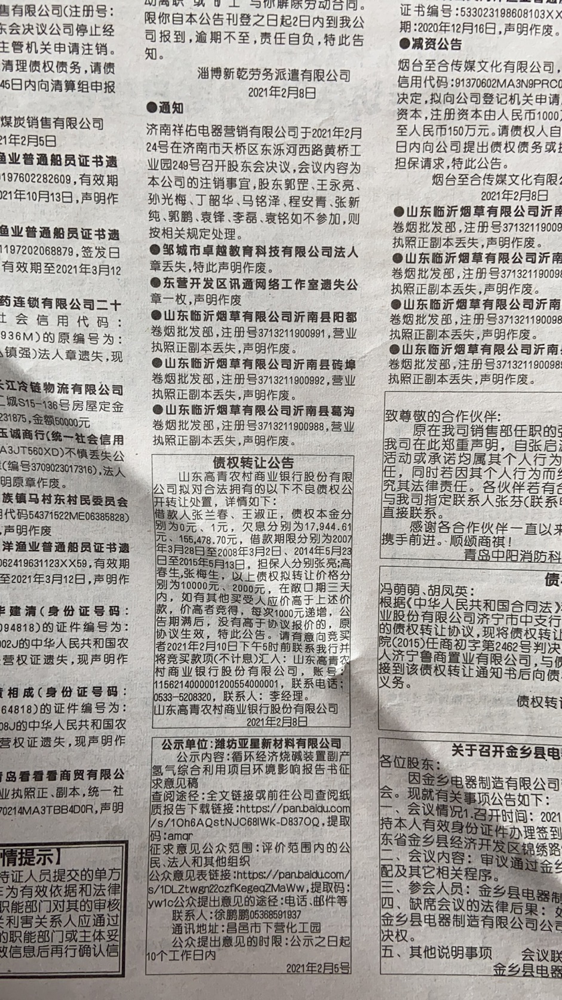 售有限公司(注册号:
东会决议公司停止经
主管机关申请注销。
清理债权债务,请债
45日内向清算组申报
煤炭销售有限公司
21年2月5日
渔业普通船员证书遗
0197602282609,有效期
021年10月13日,声明作
渔业普通船员证书遗
1197202068879,签发日
有效期至2021年3月12
药连锁有限公司二十
社会信用代码:
936M)的原编号为:
镇强)法人章遗失,现
长江冷链物流有限公司
城S15-136号房屋定金
231875,金额50000元
玉诚商行(统一社会信用
A3JT560XD)不慎丢失公
(编号3709023017316),法人
明原章作废。
族镇马村东村民委员会
代码54371522ME06385828)
,声明作废
洋渔业普通船员证书遗
062419631123XX59,有效期
至2021年3月12日,声明作
华建清(身份证号码:
094818)的证件编号为:
002J的中华人民共和国农
营权证遗失,现声明作
黄相成(身份证号码:
64818)的证件编号为:
08J的中华人民共和国农
营权证遗失,现声明作
青岛看看看商贸有限公
业执照正、副本,统一社
70214MA3TBB4D0R,声明
情提示】
持证人员提交的单方
作为有效依据和法律
职能部门对其的审核
关利害关系人应通过
的职能部门或主体妥
效信息后再行确认信
动离职"或"旷工"与你解除劳动合同。
限你自本公告刊登之日起2日内到我公
司报到,逾期不至,责任自负,特此告
知。
淄博新乾劳务派遣有限公司
2021年2月8日
●通知
济南祥佑电器营销有限公司于2021年2月
24号在济南市天桥区东泺河西路黄桥工
业园249号召开股东会决议,会议内容为
本公司的注销事宜,股东郭罡、王永亮、
孙光梅、丁韶华、马铭泽、程安青、张新
纯、郭鹏、袁锋、李磊、袁铭如不参加,则
按相关规定处理。
●邹城市卓越教育科技有限公司法人
章丢失,特此声明作废。
●东营开发区讯通网络工作室遗失公
章一枚,声明作废
●山东临沂烟草有限公司沂南县阳都
卷烟批发部,注册号3713211900991,营业
执照正副本丢失,声明作废。
●山东临沂烟草有限公司沂南县砖埠
卷烟批发部,注册号3713211900992,营业
执照正副本丢失,声明作废。
●山东临沂烟草有限公司沂南县葛沟
卷烟批发部,注册号3713211900988,营业
执照正副本丢失,声明作废。
债权转让公告
山东高青农村商业银行股份有限
公司拟对合法拥有的以下不良债权公
开转让处置,详情如下:
借款人张兰春、王淑正,债权本金分
别为0元、1元,欠息分别为17,944.61
元、155,478.70元,借款期限分别为2007
年3月28日至2008年3月2日、2014年5月23
日至2015年5月13日,担保人分别张亮;高
春生,张梅生,以上债权拟转让价格分
别为10000元、2000元,在敞口期三天
内,如有其他买受人应价高于上述价
款,价高者竞得,每次1000元递增,公
告期满后,没有高于协议报价的,原
协议生效,特此公告。请有意向竞买
者2021年2月10日下午5时前联系我行并
将竞买款项(不计息)汇入:山东高青农
村商业银行股份有限公司,账号:
1156214000001200554000001,联系电话;
0533-5208320,联系人:李经理。
山东高青农村商业银行股份有限公司
2021年2月8日
公示单位:潍坊亚星新材料有限公司
公示内容:循环经济烧碱装置副产
氢气综合利用项目环境影响报告书征
求意见稿
查阅途径:全文链接或前往公司查阅纸
质报告下载链接:https://pan.baidu.com
/s/1Oh6AQstNJC68lWk-D837OQ,提取
码:amqr
征求意见公众范围:评价范围内的公
民、法人和其他组织
公众意见表链接:https://pan.baidu.com/
s/1DLZtwgn22czfKegeqZMaWw,提取码:
yw1c公众提出意见的途径:电话、邮件等
联系人:徐鹏鹏05368591937
通讯地址:昌邑市下营化工园
公众提出意见的时限:公示之日起
10个工作日内
2021年2月5号
证书编号:533023198608103XX
期:2020年12月16日,声明作废。
●减资公告
烟台至合传媒文化有限公司,
信用代码:91370602MA3N9PRC0
决定,拟向公司登记机关申请
资本,注册资本由人民币1000
至人民币150万元。请债权人自
日内向公司提出债权债务或
担保请求,特此公告。
烟台至合传媒文化有限公
2021年2月8日
●山东临沂烟草有限公司沂南
卷烟批发部,注册号37132119009
执照正副本丢失,声明作废。
●山东临沂烟草有限公司沂南
卷烟批发部,注册号371321190098
执照正副本丢失,声明作废。
●山东临沂烟草有限公司沂南
卷烟批发部,注册号371321190098
执照正副本丢失,声明作废。
●山东临沂烟草有限公司沂南
卷烟批发部,注册号3713211900985
执照正副本丢失,声明作废。
致尊敬的合作伙伴:
原在我司销售部任职的
我司在此郑重声明,自张启
活动或承诺均属其个人行为
任,同时若因其个人行为而给
究其法律责任。各伙伴若有合
与我司指定联系人张芬(联系电
直接联系。
感谢各合作伙伴一直以来
携手前进。顺颂商祺!
青岛中阳消防科
债
冯萌萌、胡凤英:
根据《中华人民共和国合同法》
业股份有限公司济宁市中支行
的债权转让协议,现将债权转让
院(2015)任商初字第2462号判决
人济宁鲁商置业有限公司,与债
接到该债权转让通知书后向债
义务。
债权转让
关于召开金乡县电
各位股东:
因金乡电器制造有限公司
会。现就有关事项公告如下:
一、会议情况1.召开时间:2021
持本人有效身份证件办理签到
东省金乡县经济开发区锦绣路
二、会议内容:审议通过金乡
配及其它相关程序。
三、参会人员:金乡县电器制
四、缺席会议的法律后果:如
金乡县电器制造有限公司公司
决权。
五、其他说明事项 会议联
金乡县电器